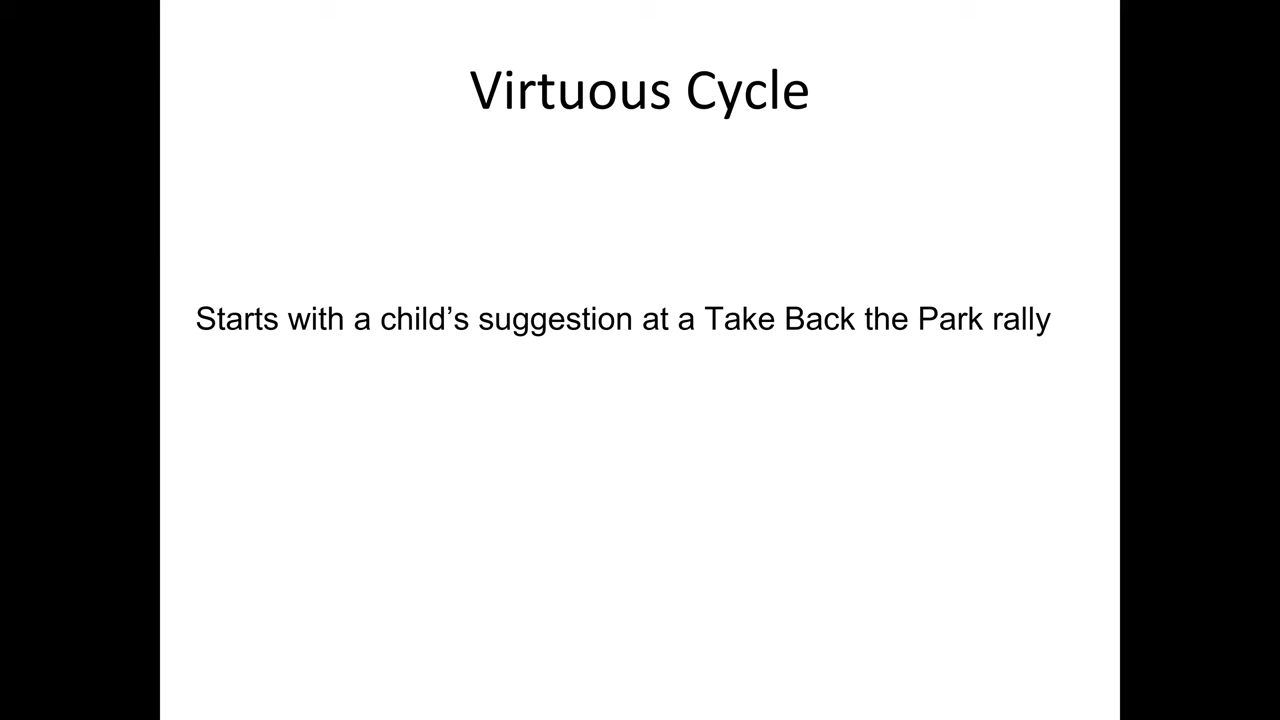 Virtuous Cycle
Starts with a child’s suggestion at a Take Back the Park rally